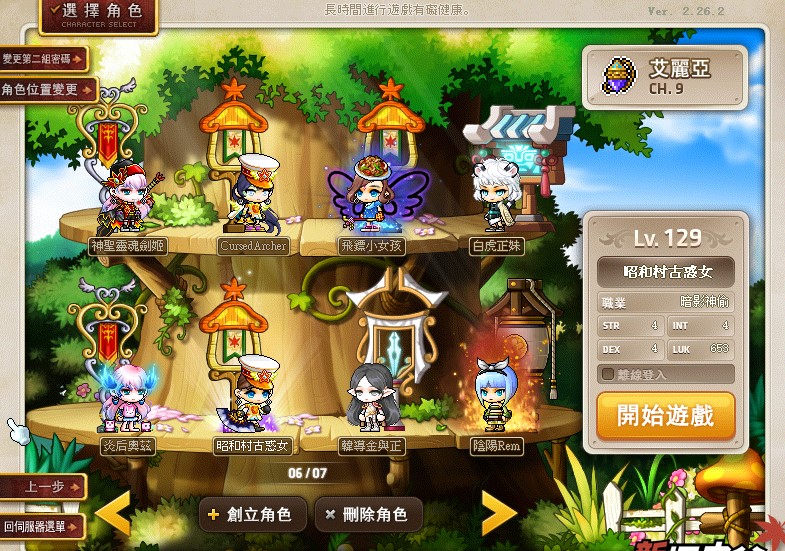 選擇角色
CHARACTER SELECT
長時間進行遊戲有礙健康。
Ver. 2.26.2
變更第二組密碼
角色位置變更
艾麗亞
CH.9
神聖靈魂劍姬
CursedArcher
飛鏢小女孩
白虎正妹
Lv. 129
昭和村古惑女
職業 暗影神偷
STR 4 INT 4
DEX 4 LUK 653
離線登入
開始遊戲
炎后奧茲
昭和村古惑女
韓導金與正
陰陽Rem
06 / 07
上一步
創立角色
刪除角色
回伺服器選單